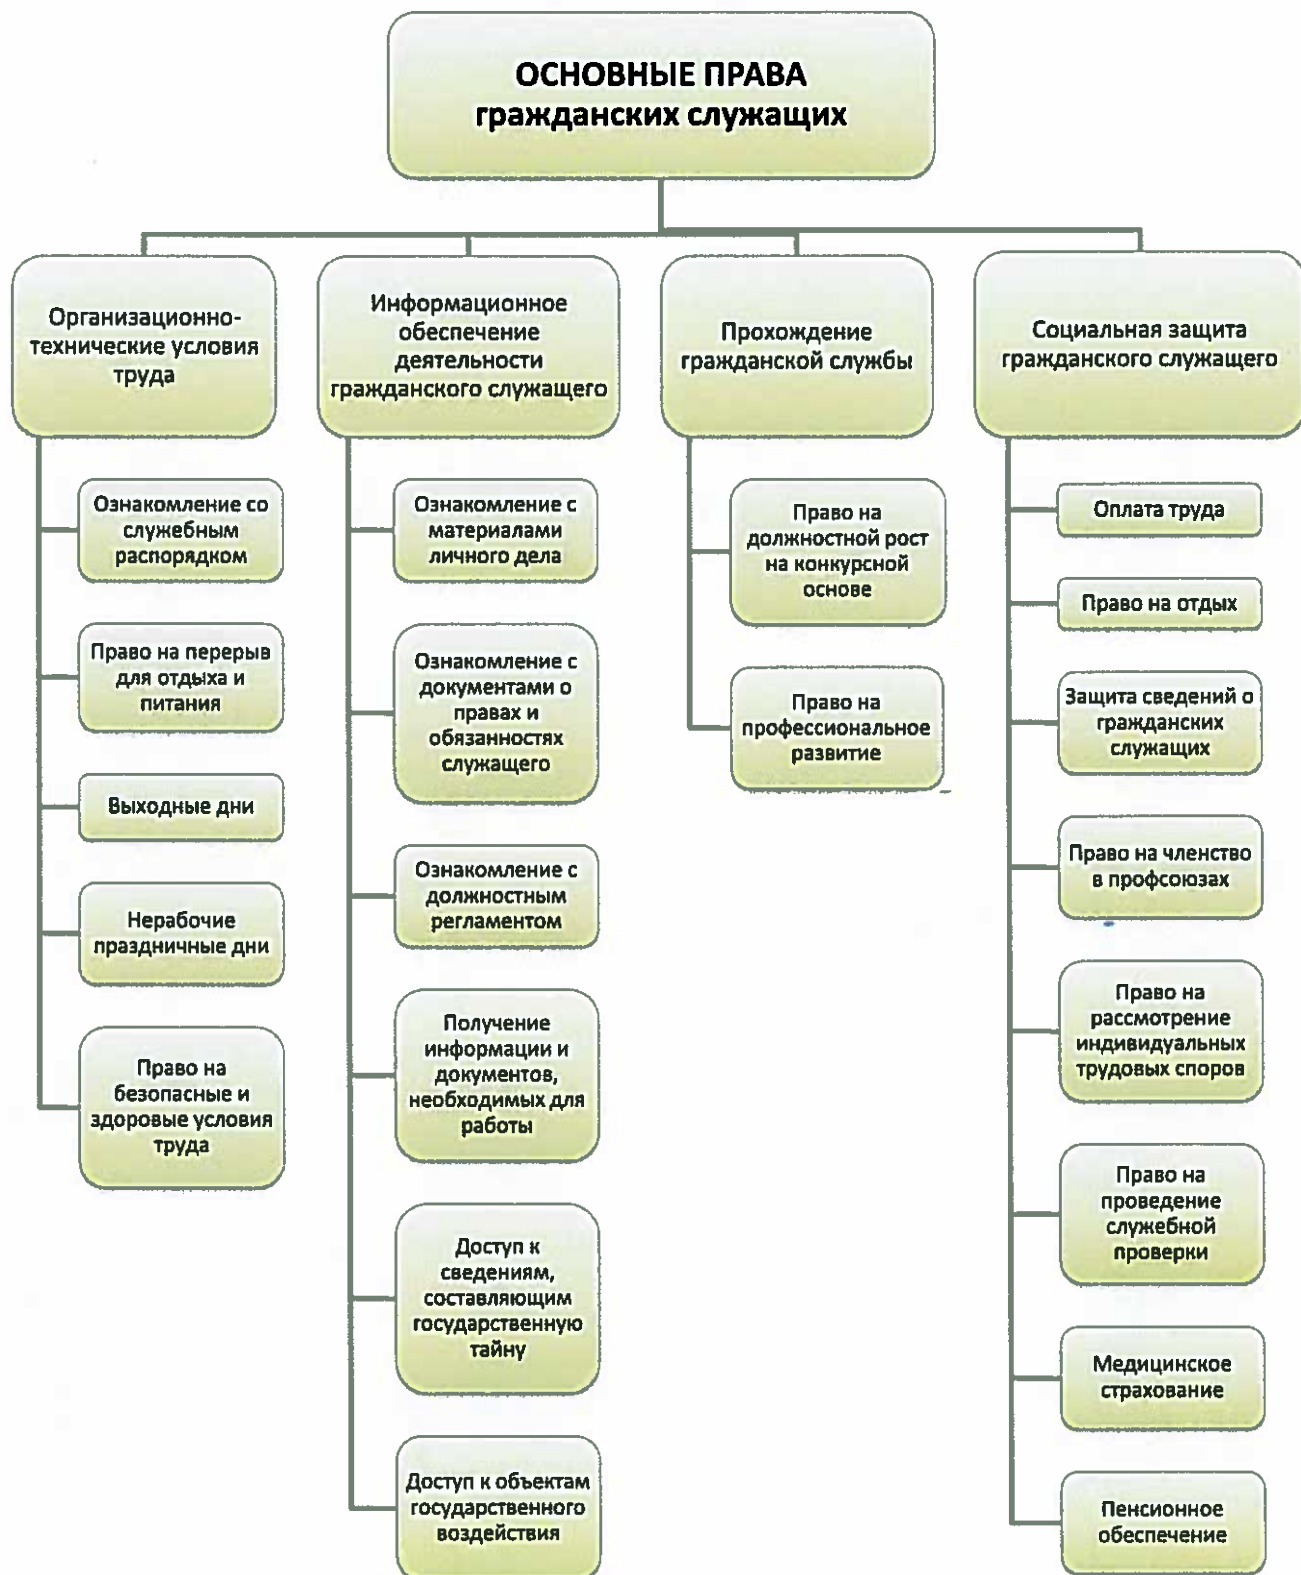 ОСНОВНЫЕ ПРАВА
гражданских служащих
Организационно-
технические условия
труда
Ознакомление со
служебным
распорядком
Право на перерыв
для отдыха и
питания
Выходные дни
Нерабочие
праздничные дни
Право на
безопасные и
здоровые условия
труда
Информационное
обеспечение
деятельности
гражданского служащего
Ознакомление с
материалами
личного дела
Ознакомление с
документами о
правах и
обязанностях
служащего
Ознакомление с
должностным
регламентом
Получение
информации и
документов,
необходимых для
работы
Доступ к
сведениям,
составляющим
государственную
тайну
Доступ к объектам
государственного
воздействия
Прохождение
гражданской службы
Право на
должностной рост
на конкурсной
основе
Право на
профессиональное
развитие
Социальная защита
гражданского служащего
Оплата труда
Право на отдых
Защита сведений о
гражданских
служащих
Право на членство
в профсоюзах
Право на
рассмотрение
индивидуальных
трудовых споров
Право на
проведение
служебной
проверки
Медицинское
страхование
Пенсионное
обеспечение